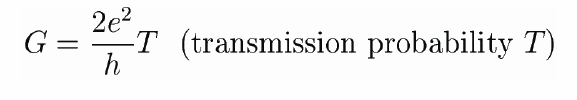 G = \frac{2e^2}{h} T (transmission probability T)